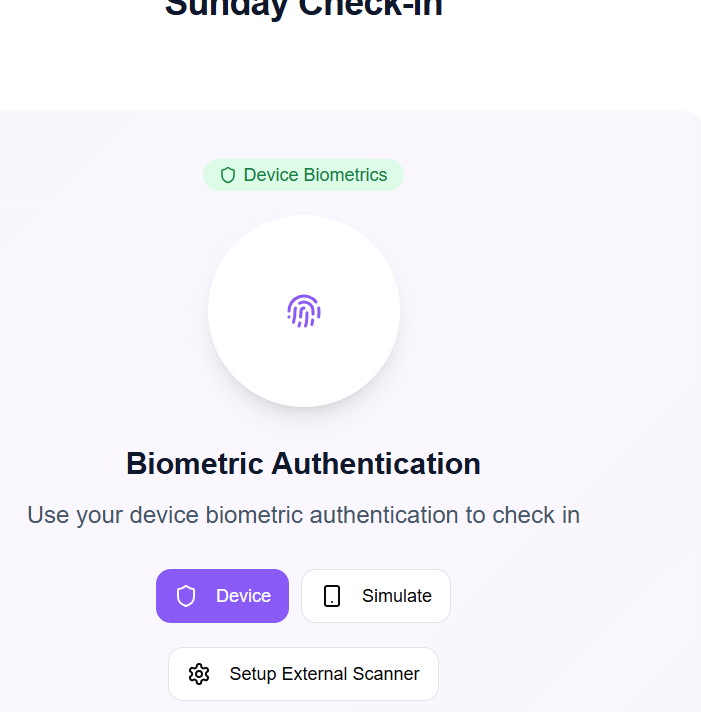 Sunday Check-In
Device Biometrics
Biometric Authentication
Use your device biometric authentication to check in
Device
Simulate
Setup External Scanner